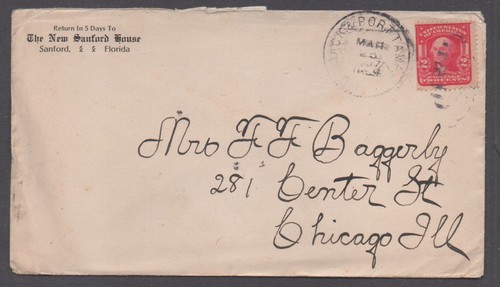 Return In 5 Days To
The New Sanford House
Sanford, Florida
MAR
Mrs F F Baggerly
281 Center St
Chicago Ill